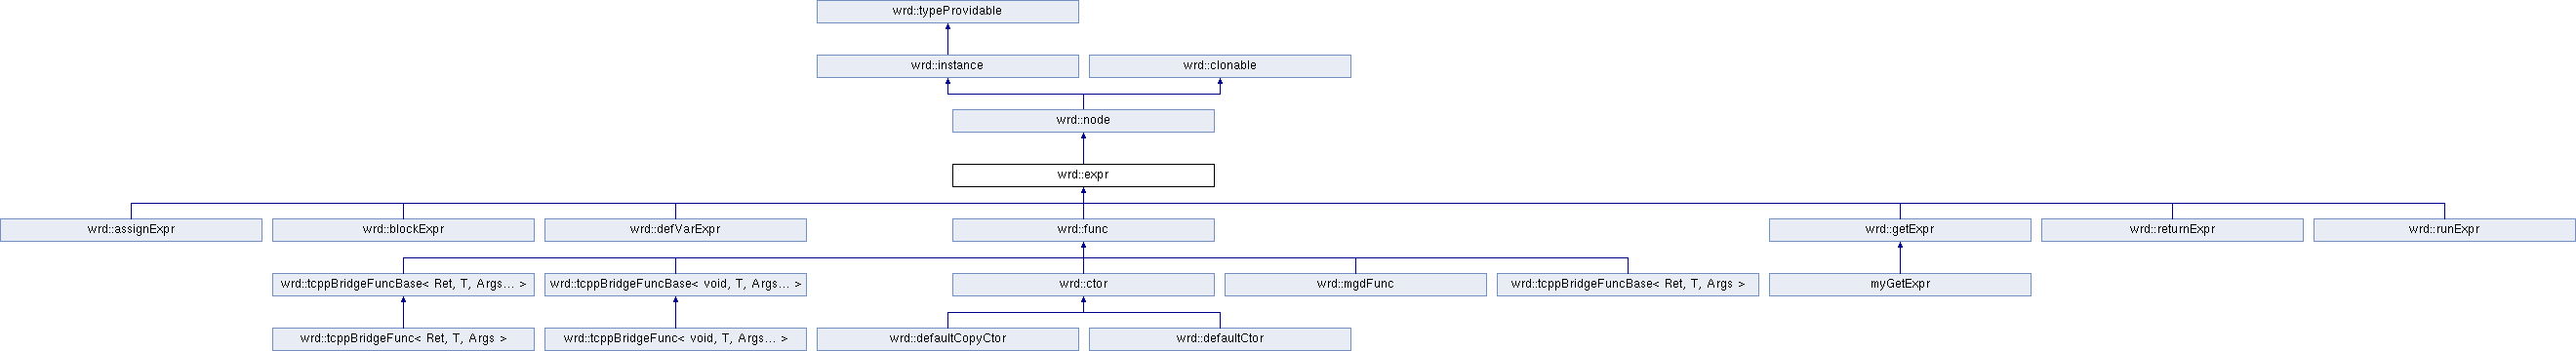 wrd::typeProvidable
wrd::instance
wrd::clonable
wrd::node
wrd::expr
wrd::assignExpr
wrd::blockExpr
wrd::defVarExpr
wrd::func
wrd::getExpr
wrd::returnExpr
wrd::runExpr
wrd::tcppBridgeFuncBase< Ret, T, Args... >
wrd::tcppBridgeFuncBase< void, T, Args... >
wrd::ctor
wrd::mgdFunc
wrd::tcppBridgeFuncBase< Ret, T, Args >
myGetExpr
wrd::tcppBridgeFunc< Ret, T, Args >
wrd::tcppBridgeFunc< void, T, Args... >
wrd::defaultCopyCtor
wrd::defaultCtor